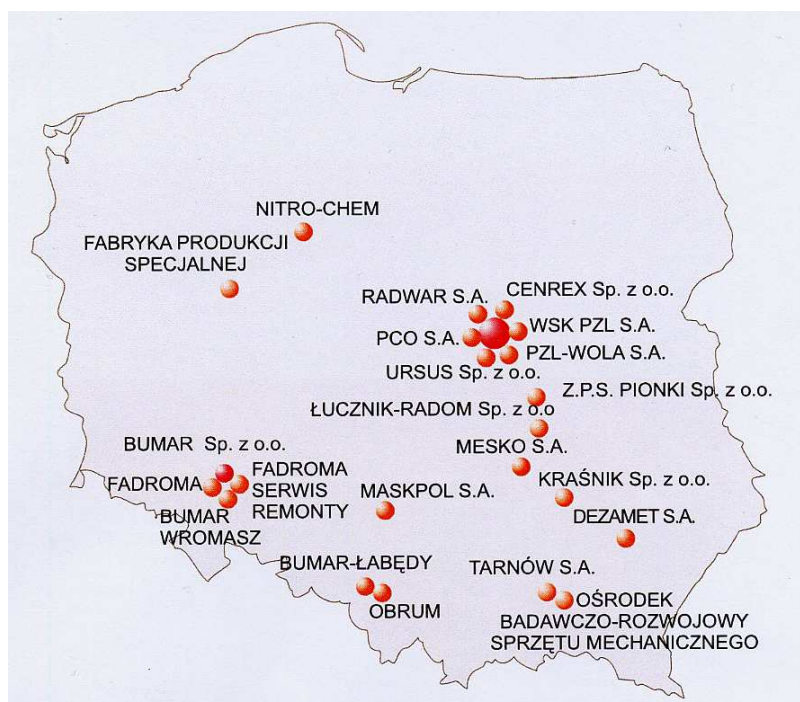 NITRO-CHEM
FABRYKA PRODUKCJI
SPECJALNEJ
RADWAR S.A.
CENREX Sp. z o.o.
PCO S.A.
WSK PZL S.A.
PZL-WOLA S.A.
URSUS Sp. z o.o.
Z.P.S. PIONKI Sp. z o.o.
ŁUCZNIK-RADOM Sp. z o.o
BUMAR Sp. z o.o.
MESKO S.A.
FADROMA
FADROMA
SERWIS
REMONTY
MASKPOL S.A.
KRAŚNIK Sp. z o.o.
BUMAR
WROMASZ
DEZAMET S.A.
BUMAR-ŁABĘDY
OBRUM
TARNÓW S.A.
OŚRODEK
BADAWCZO-ROZWOJOWY
SPRZĘTU MECHANICZNEGO